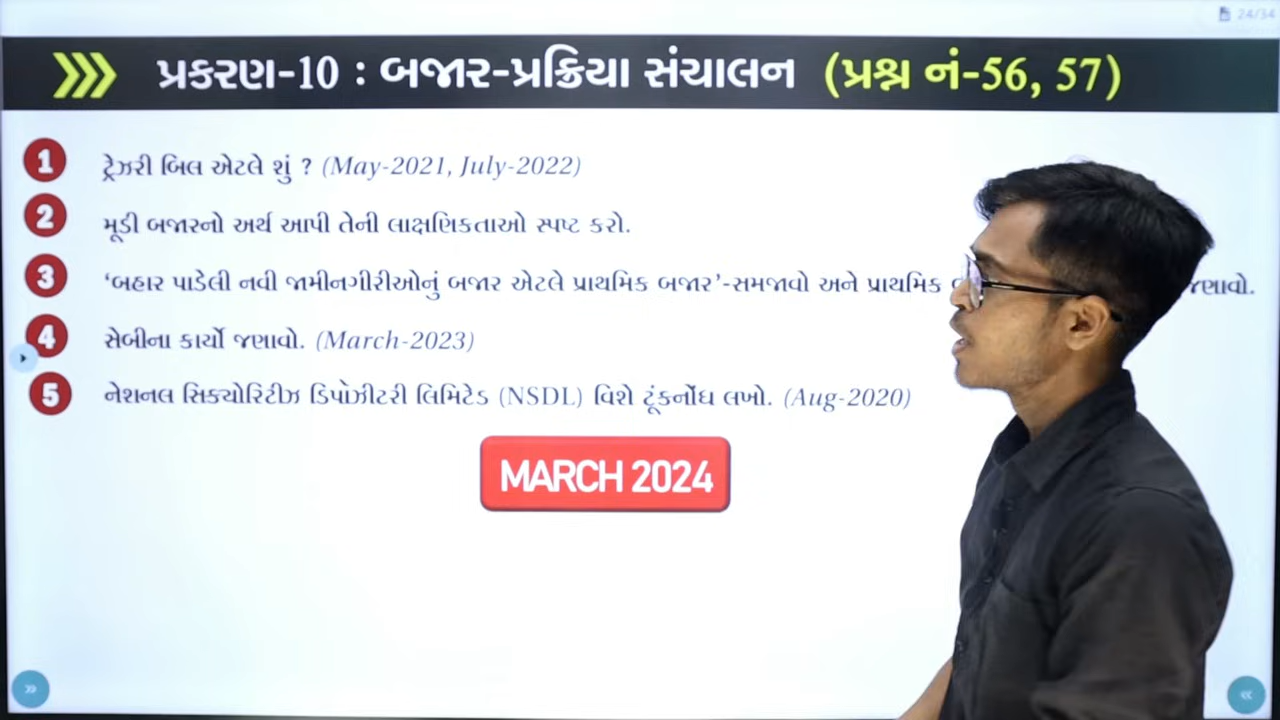 24/34
પ્રકરણ-10 : બજાર-પ્રક્રિયા સંચાલન (પ્રશ્ન નં-56, 57)
1 ટ્રેઝરી બિલ એટલે શું ? (May-2021, July-2022)
2 મૂડી બજારનો અર્થ આપી તેની લાક્ષણિકતાઓ સ્પષ્ટ કરો.
3 ‘બહાર પાડેલી નવી જામીનગીરીઓનું બજાર એટલે પ્રાથમિક બજાર’-સમજાવો અને પ્રાથમિક
4 સેબીના કાર્યો જણાવો. (March-2023)
5 નેશનલ સિક્યોરિટીઝ ડિપોઝીટરી લિમિટેડ (NSDL) વિશે ટૂંકનોંધ લખો. (Aug-2020)
MARCH 2024